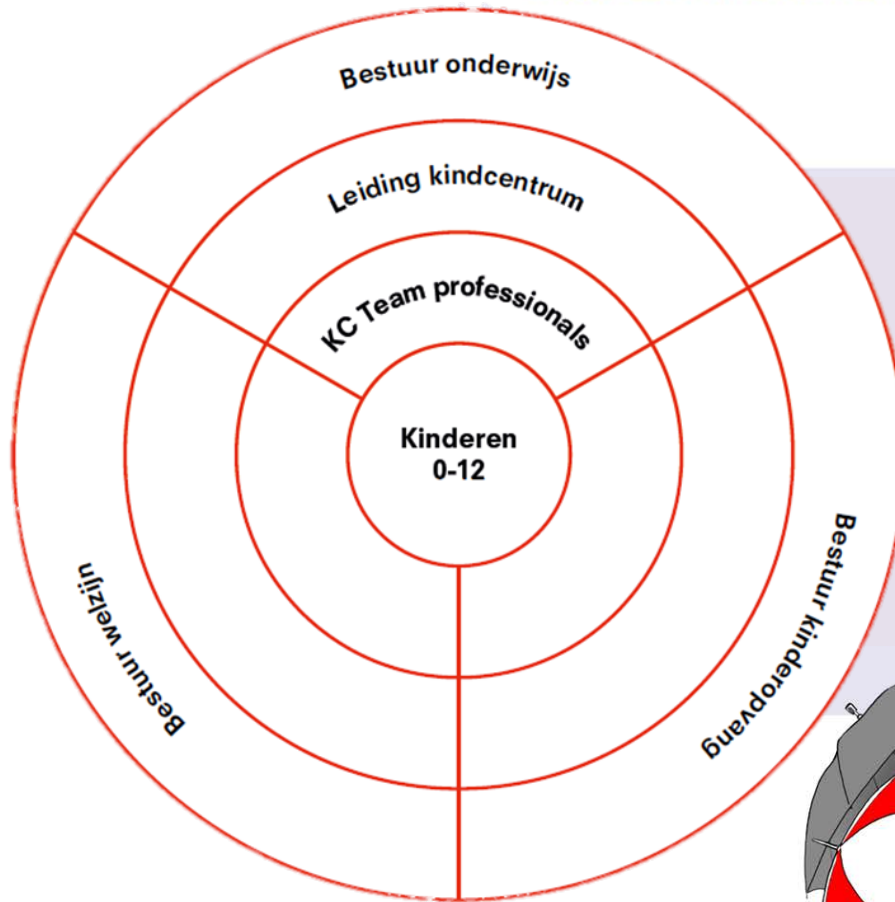 Bestuur onderwijs
Leiding kindcentrum
KC Team professionals
Kinderen
0-12
Bestuur welzijn
Bestuur kinderopvang